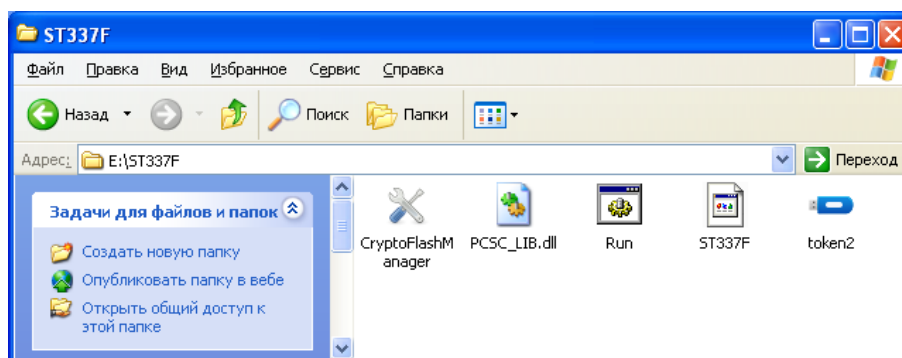 ST337F
Файл Правка Вид Избранное Сервис Справка
Назад Поиск Папки
Адрес: E:\ST337F Переход
Задачи для файлов и папок
Создать новую папку
Опубликовать папку в вебе
Открыть общий доступ к
этой папке
CryptoFlashM
anager
PCSC_LIB.dll
Run
ST337F
token2